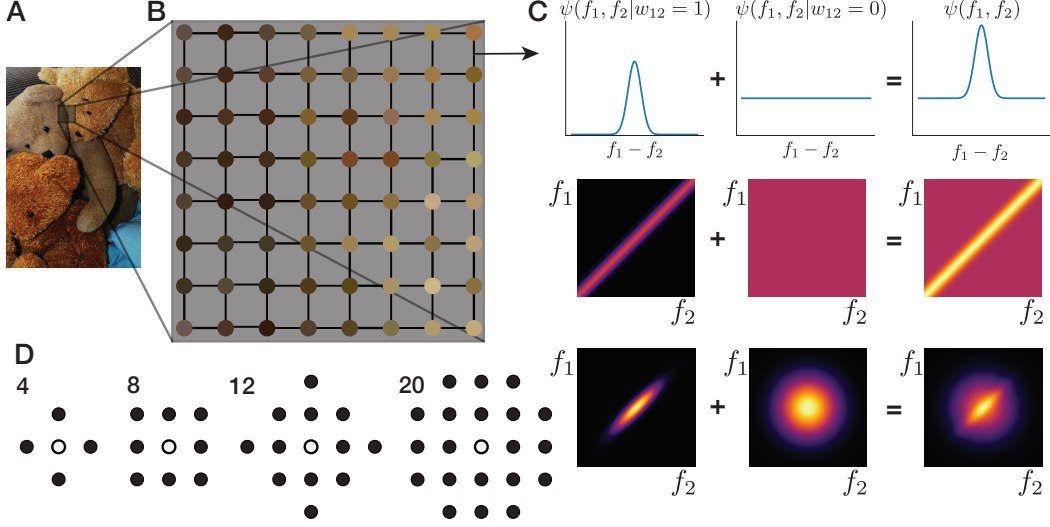 A
B
C
ψ(f₁, f₂|w₁₂ = 1)
ψ(f₁, f₂|w₁₂ = 0)
ψ(f₁, f₂)
+
=
f₁ − f₂
f₁ − f₂
f₁ − f₂
f₁
f₁
f₁
+
=
f₂
f₂
f₂
D
4
8
12
20
f₁
f₁
f₁
+
=
f₂
f₂
f₂